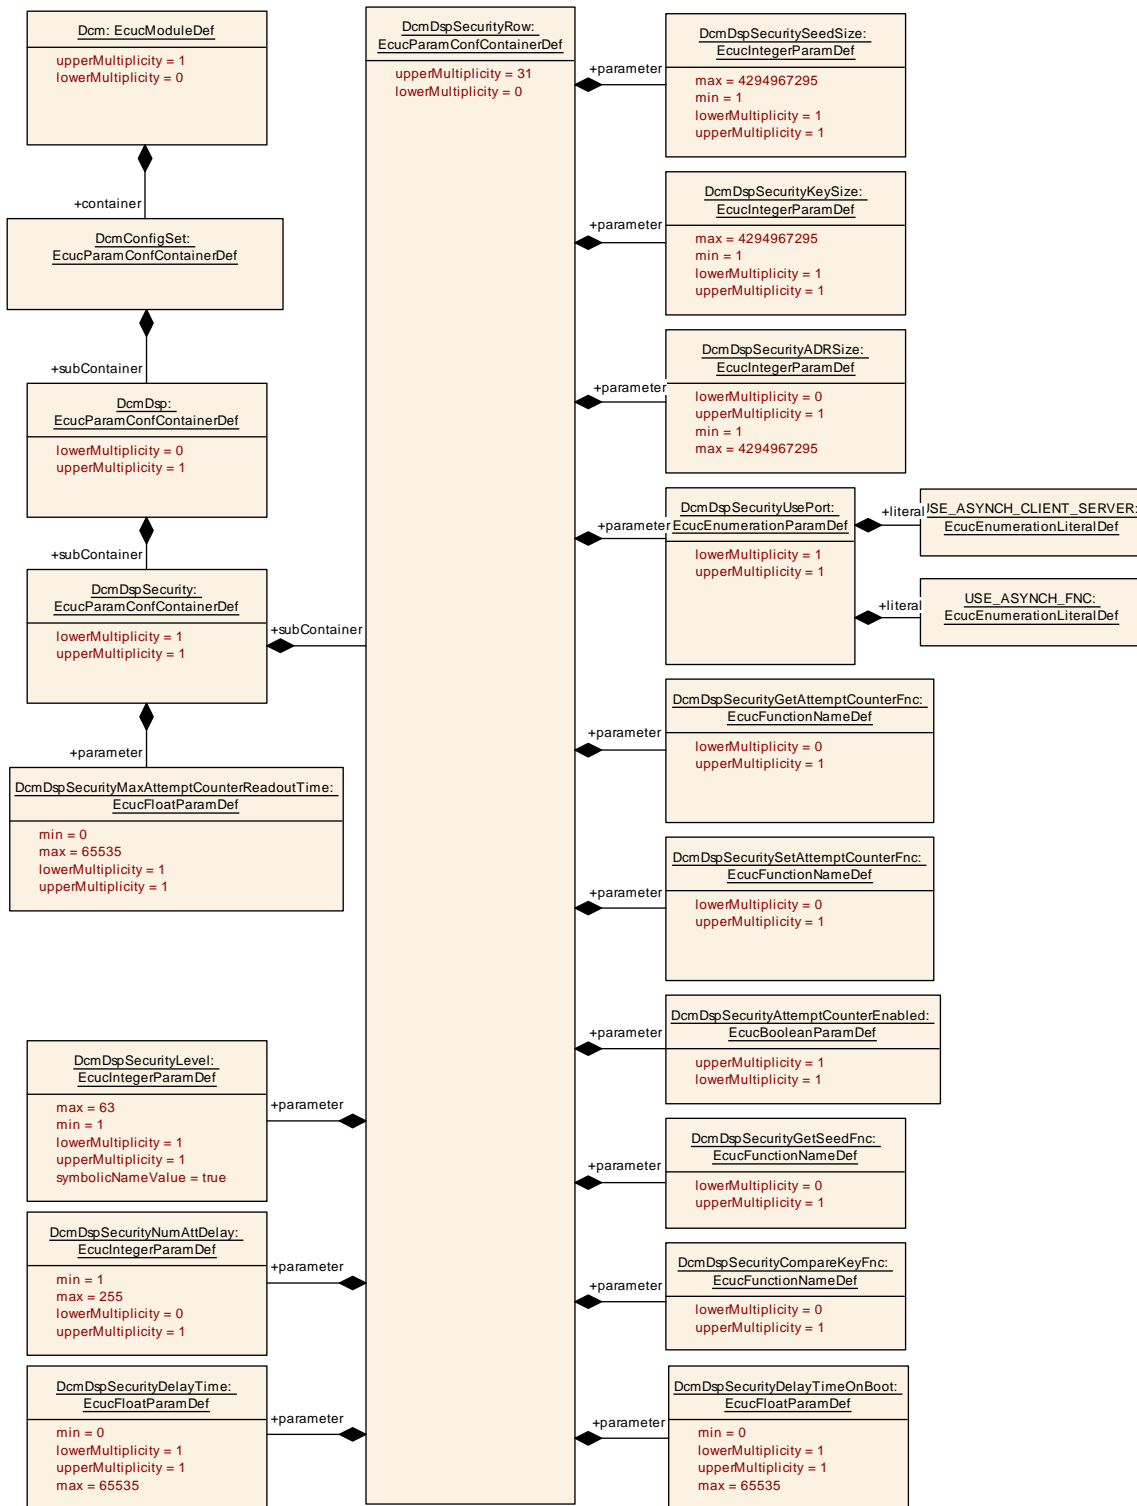 Dcm: EcucModuleDef
upperMultiplicity = 1
lowerMultiplicity = 0
+container
DcmConfigSet:
EcucParamConfContainerDef
+subContainer
DcmDsp:
EcucParamConfContainerDef
lowerMultiplicity = 0
upperMultiplicity = 1
+subContainer
DcmDspSecurity:
EcucParamConfContainerDef
lowerMultiplicity = 1
upperMultiplicity = 1
+subContainer
+parameter
DcmDspSecurityMaxAttemptCounterReadoutTime:
EcucFloatParamDef
min = 0
max = 65535
lowerMultiplicity = 1
upperMultiplicity = 1
DcmDspSecurityLevel:
EcucIntegerParamDef
max = 63
min = 1
lowerMultiplicity = 1
upperMultiplicity = 1
symbolicNameValue = true
+parameter
DcmDspSecurityNumAttDelay:
EcucIntegerParamDef
min = 1
max = 255
lowerMultiplicity = 0
upperMultiplicity = 1
+parameter
DcmDspSecurityDelayTime:
EcucFloatParamDef
min = 0
lowerMultiplicity = 1
upperMultiplicity = 1
max = 65535
+parameter
DcmDspSecurityRow:
EcucParamConfContainerDef
upperMultiplicity = 31
lowerMultiplicity = 0
+parameter
DcmDspSecuritySeedSize:
EcucIntegerParamDef
max = 4294967295
min = 1
lowerMultiplicity = 1
upperMultiplicity = 1
+parameter
DcmDspSecurityKeySize:
EcucIntegerParamDef
max = 4294967295
min = 1
lowerMultiplicity = 1
upperMultiplicity = 1
+parameter
DcmDspSecurityADRSize:
EcucIntegerParamDef
lowerMultiplicity = 0
upperMultiplicity = 1
min = 1
max = 4294967295
+parameter
DcmDspSecurityUsePort:
EcucEnumerationParamDef
lowerMultiplicity = 1
upperMultiplicity = 1
+literal
USE_ASYNCH_CLIENT_SERVER:
EcucEnumerationLiteralDef
+literal
USE_ASYNCH_FNC:
EcucEnumerationLiteralDef
+parameter
DcmDspSecurityGetAttemptCounterFnc:
EcucFunctionNameDef
lowerMultiplicity = 0
upperMultiplicity = 1
+parameter
DcmDspSecuritySetAttemptCounterFnc:
EcucFunctionNameDef
lowerMultiplicity = 0
upperMultiplicity = 1
+parameter
DcmDspSecurityAttemptCounterEnabled:
EcucBooleanParamDef
upperMultiplicity = 1
lowerMultiplicity = 1
+parameter
DcmDspSecurityGetSeedFnc:
EcucFunctionNameDef
lowerMultiplicity = 0
upperMultiplicity = 1
+parameter
DcmDspSecurityCompareKeyFnc:
EcucFunctionNameDef
lowerMultiplicity = 0
upperMultiplicity = 1
+parameter
DcmDspSecurityDelayTimeOnBoot:
EcucFloatParamDef
min = 0
lowerMultiplicity = 1
upperMultiplicity = 1
max = 65535